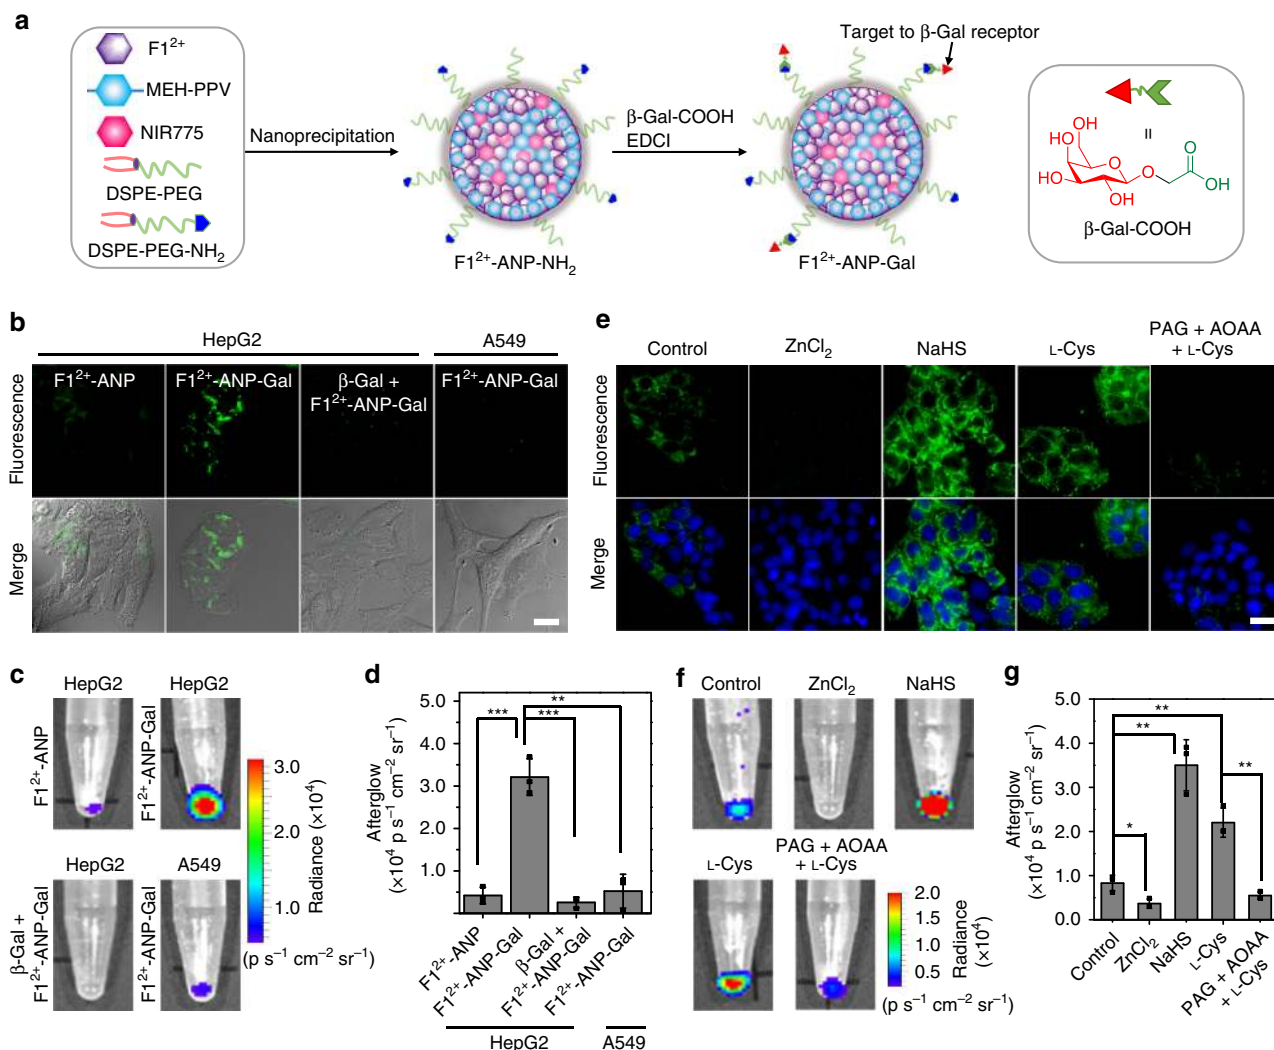 a
F1²⁺
MEH-PPV
NIR775
DSPE-PEG
DSPE-PEG-NH₂
Nanoprecipitation
F1²⁺-ANP-NH₂
β-Gal-COOH
EDCI
Target to β-Gal receptor
F1²⁺-ANP-Gal
=
OH
OH
HO
OH
O
O
O
OH
β-Gal-COOH
b
HepG2
A549
Fluorescence
Merge
F1²⁺-ANP
F1²⁺-ANP-Gal
β-Gal +
F1²⁺-ANP-Gal
F1²⁺-ANP-Gal
e
Control
ZnCl₂
NaHS
L-Cys
PAG + AOAA
+ L-Cys
Fluorescence
Merge
c
HepG2
HepG2
F1²⁺-ANP
F1²⁺-ANP-Gal
HepG2
A549
β-Gal +
F1²⁺-ANP-Gal
F1²⁺-ANP-Gal
3.0
2.0
1.0
Radiance (×10⁴)
(p s⁻¹ cm⁻² sr⁻¹)
d
Afterglow
(×10⁴ p s⁻¹ cm⁻² sr⁻¹)
5.0
4.0
3.0
2.0
1.0
***
***
**
F1²⁺-ANP
F1²⁺-ANP-Gal
β-Gal +
F1²⁺-ANP-Gal
F1²⁺-ANP-Gal
HepG2
A549
f
Control
ZnCl₂
NaHS
L-Cys
PAG + AOAA
+ L-Cys
2.0
1.5
1.0
0.5
Radiance
(×10⁴)
(p s⁻¹ cm⁻² sr⁻¹)
g
Afterglow
(×10⁴ p s⁻¹ cm⁻² sr⁻¹)
5.0
4.0
3.0
2.0
1.0
0.0
**
**
**
*
Control
ZnCl₂
NaHS
L-Cys
PAG + AOAA
+ L-Cys